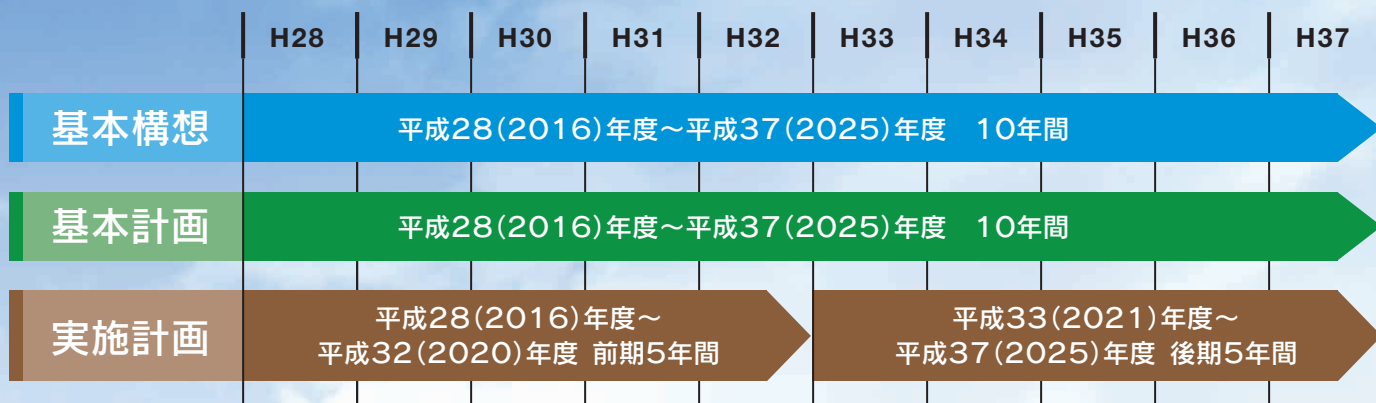 H28 H29 H30 H31 H32 H33 H34 H35 H36 H37
基本構想
平成28(2016)年度～平成37(2025)年度　10年間
基本計画
平成28(2016)年度～平成37(2025)年度　10年間
実施計画
平成28(2016)年度～
平成32(2020)年度 前期5年間
平成33(2021)年度～
平成37(2025)年度 後期5年間